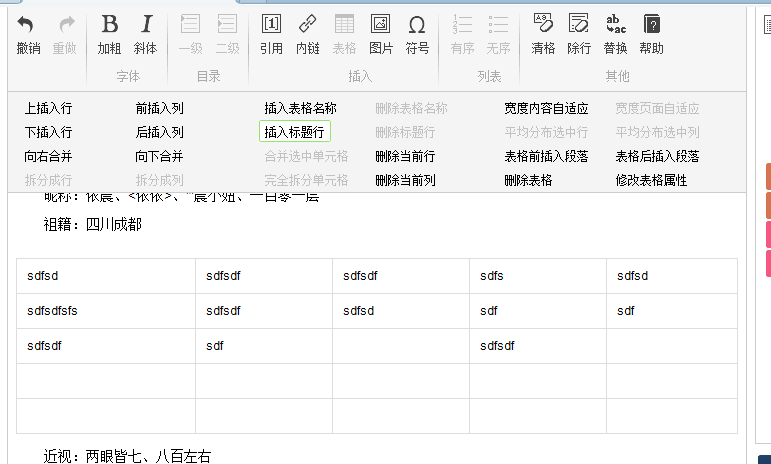 撤销 重做 加粗 斜体 一级 二级 引用 内链 表格 图片 符号 有序 无序 清格 除行 替换 帮助
字体 目录 插入 列表 其他
上插入行 前插入列 插入表格名称 删除表格名称 宽度内容自适应 宽度页面自适应
下插入行 后插入列 插入标题行 删除标题行 平均分布选中行 平均分布选中列
向右合并 向下合并 合并选中单元格 删除当前行 表格前插入段落 表格后插入段落
拆分成行 拆分成列 完全拆分单元格 删除当前列 删除表格 修改表格属性
昵称：依晨、<依依>、
祖籍：四川成都
sdfsd sdfsdf sdfsdf sdfs sdfsd
sdfsdfsfs sdfsdf sdfsd sdf sdf
sdfsdf sdf sdfsdf
近视：两眼皆七、八百左右